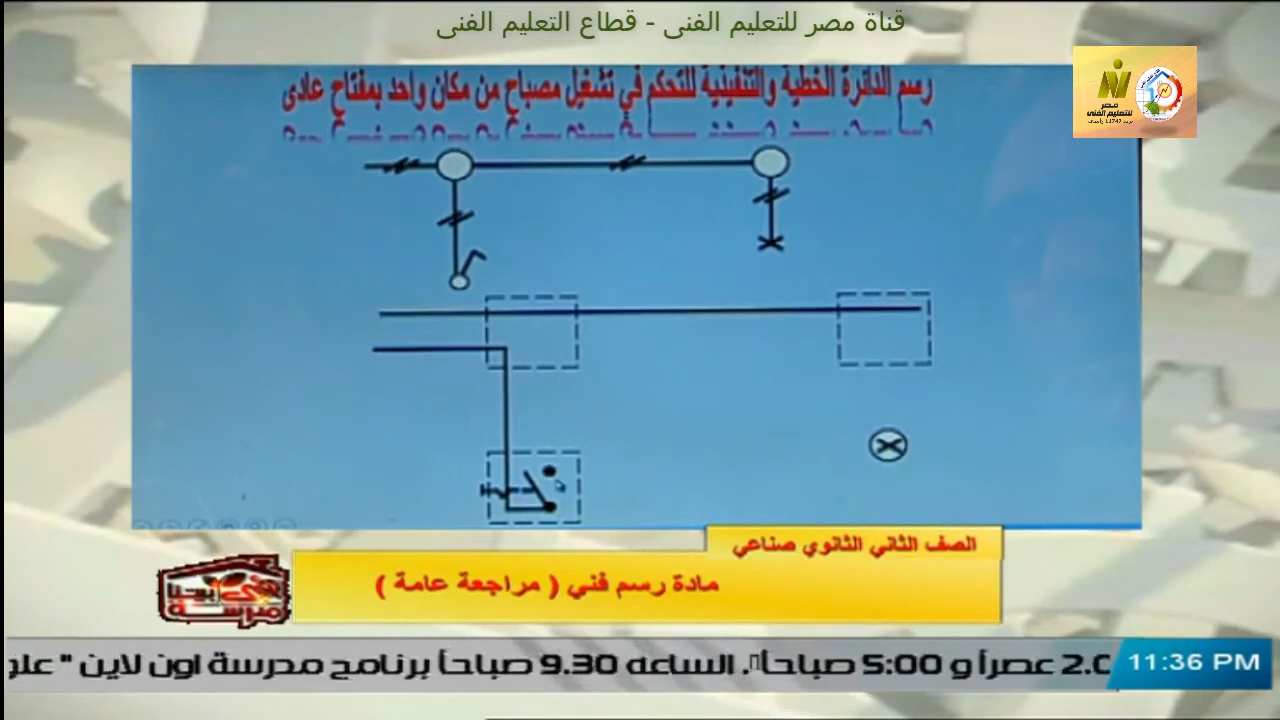 قناة مصر للتعليم الفنى - قطاع التعليم الفنى
رسم الدائرة الخطية والتنفيذية للتحكم في تشغيل مصباح من مكان واحد بمفتاح عادى
مصر
للتعليم الفنى
الصف الثاني الثانوي صناعي
مادة رسم فني ( مراجعة عامة )
مدرسة
2.0 عصراً و 5:00 صباحاً. الساعه 9.30 صباحاً برنامج مدرسة اون لاين "
11:36 PM